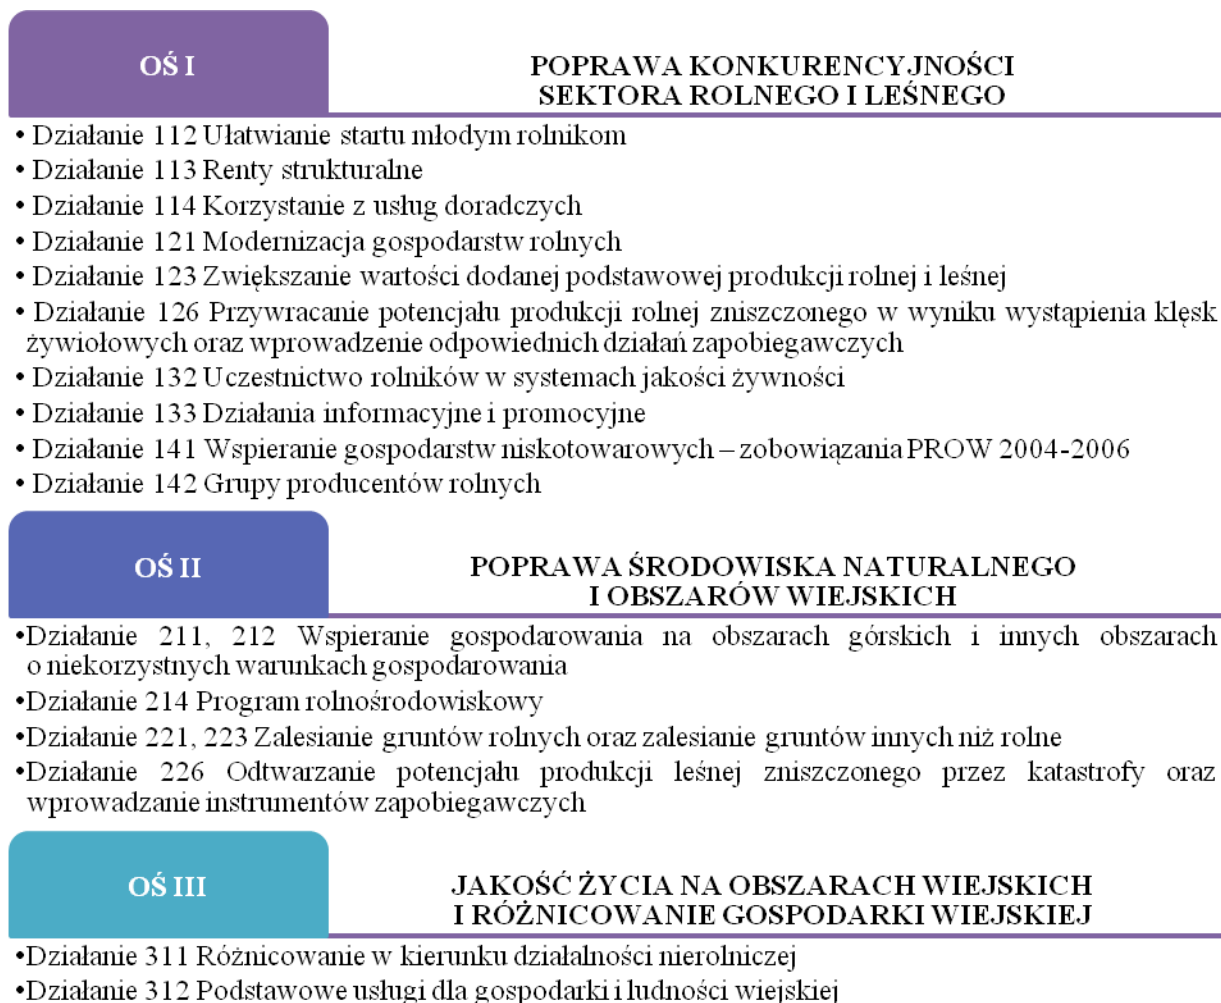 OŚ I
POPRAWA KONKURENCYJNOŚCI
SEKTORA ROLNEGO I LEŚNEGO
• Działanie 112 Ułatwianie startu młodym rolnikom
• Działanie 113 Renty strukturalne
• Działanie 114 Korzystanie z usług doradczych
• Działanie 121 Modernizacja gospodarstw rolnych
• Działanie 123 Zwiększanie wartości dodanej podstawowej produkcji rolnej i leśnej
• Działanie 126 Przywracanie potencjału produkcji rolnej zniszczonego w wyniku wystąpienia klęsk
żywiołowych oraz wprowadzenie odpowiednich działań zapobiegawczych
• Działanie 132 Uczestnictwo rolników w systemach jakości żywności
• Działanie 133 Działania informacyjne i promocyjne
• Działanie 141 Wspieranie gospodarstw niskotowarowych – zobowiązania PROW 2004-2006
• Działanie 142 Grupy producentów rolnych
OŚ II
POPRAWA ŚRODOWISKA NATURALNEGO
I OBSZARÓW WIEJSKICH
•Działanie 211, 212 Wspieranie gospodarowania na obszarach górskich i innych obszarach
o niekorzystnych warunkach gospodarowania
•Działanie 214 Program rolnośrodowiskowy
•Działanie 221, 223 Zalesianie gruntów rolnych oraz zalesianie gruntów innych niż rolne
•Działanie 226 Odtwarzanie potencjału produkcji leśnej zniszczonego przez katastrofy oraz
wprowadzanie instrumentów zapobiegawczych
OŚ III
JAKOŚĆ ŻYCIA NA OBSZARACH WIEJSKICH
I RÓŻNICOWANIE GOSPODARKI WIEJSKIEJ
•Działanie 311 Różnicowanie w kierunku działalności nierolniczej
•Działanie 312 Podstawowe usługi dla gospodarki i ludności wiejskiej